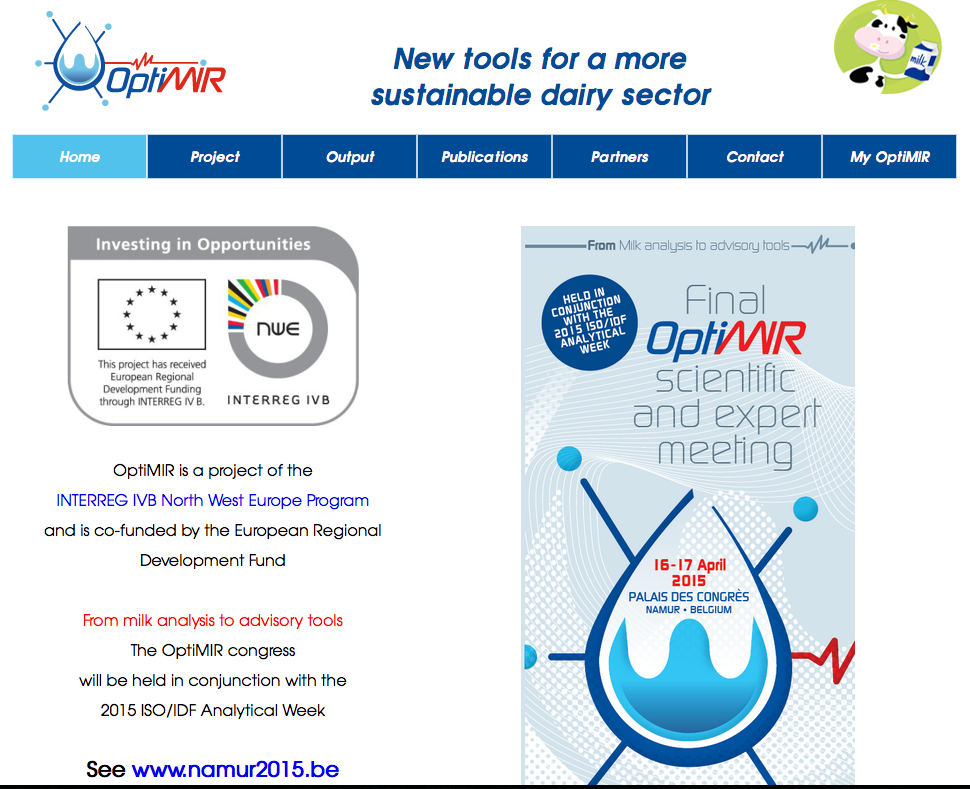 OptiMIR
New tools for a more
sustainable dairy sector
milk
Home
Project
Output
Publications
Partners
Contact
My OptiMIR
Investing in Opportunities
This project has received
European Regional
Development Funding
through INTERREG IV B.
nwe
INTERREG IVB
OptiMIR is a project of the
INTERREG IVB North West Europe Program
and is co-funded by the European Regional
Development Fund
From milk analysis to advisory tools
The OptiMIR congress
will be held in conjunction with the
2015 ISO/IDF Analytical Week
See www.namur2015.be
From Milk analysis to advisory tools
HELD IN
CONJUNCTION
WITH THE
2015 ISO/IDF
ANALYTICAL
WEEK
Final
OptiMIR
scientific
and expert
meeting
16-17 April
2015
PALAIS DES CONGRÈS
NAMUR • BELGIUM